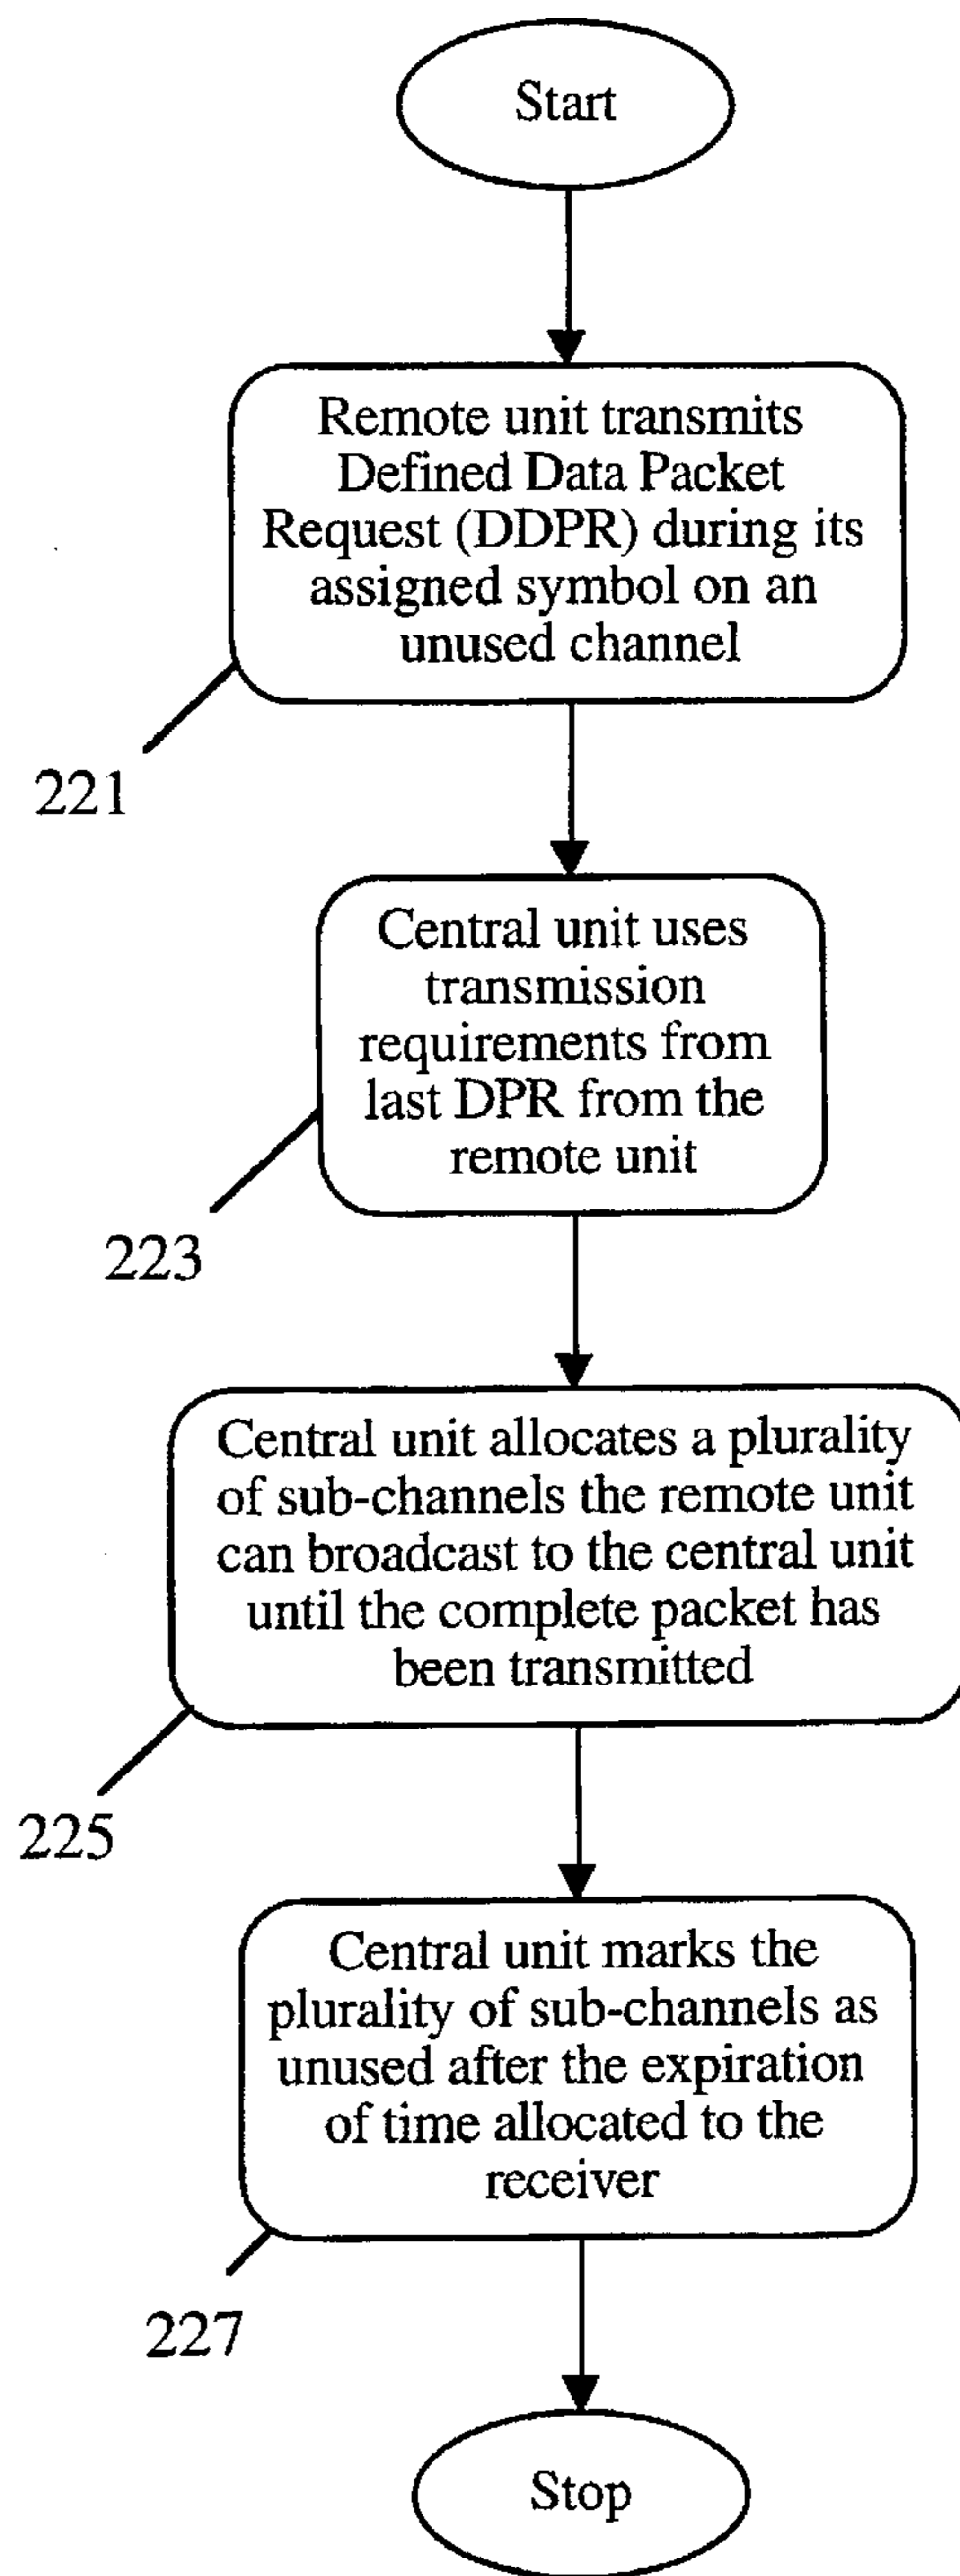 Start
Remote unit transmits
Defined Data Packet
Request (DDPR) during its
assigned symbol on an
unused channel
221
Central unit uses
transmission
requirements from
last DPR from the
remote unit
223
Central unit allocates a plurality
of sub-channels the remote unit
can broadcast to the central unit
until the complete packet has
been transmitted
225
Central unit marks the
plurality of sub-channels as
unused after the expiration
of time allocated to the
receiver
227
Stop